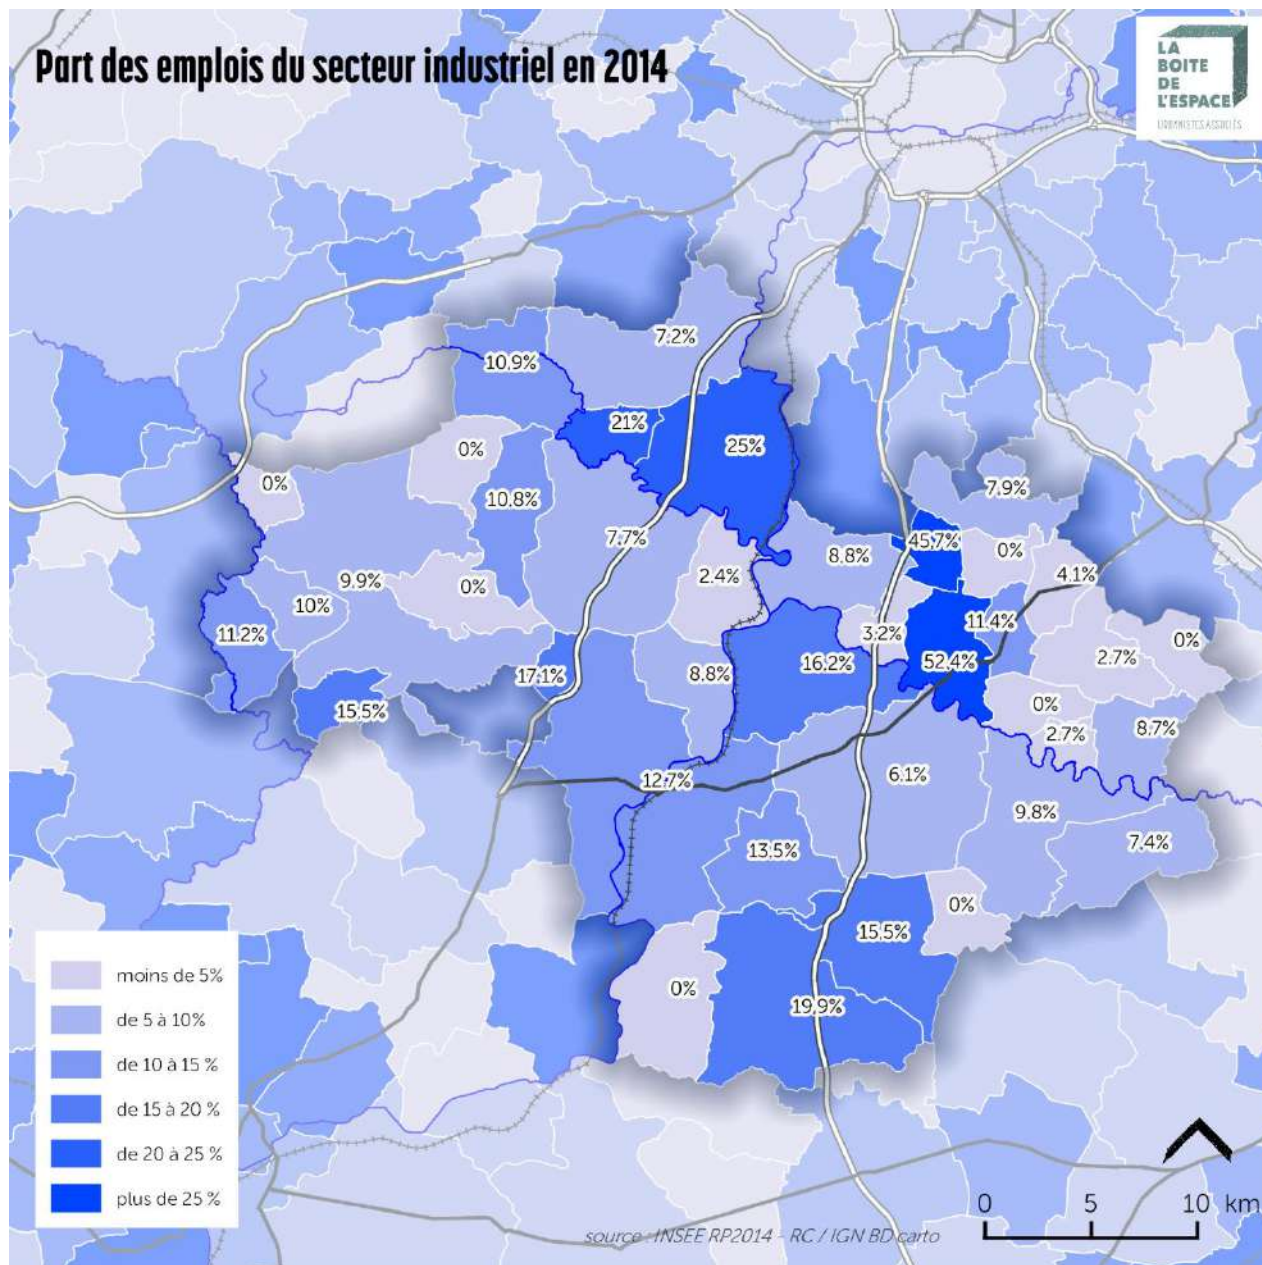 Part des emplois du secteur industriel en 2014
LA
BOITE
DE
L'ESPACE
URBANISTES ASSOCIÉS
7.2%
10.9%
21%
25%
0%
0%
10.8%
7.9%
7.7%
45.7%
0%
8.8%
2.4%
4.1%
9.9%
0%
10%
11.2%
3.2%
11.4%
0%
16.2%
52.4%
2.7%
17.1%
8.8%
15.5%
0%
2.7%
8.7%
12.7%
6.1%
9.8%
7.4%
13.5%
0%
15.5%
0%
19.9%
moins de 5%
de 5 à 10%
de 10 à 15 %
de 15 à 20 %
de 20 à 25 %
plus de 25 %
0 5 10 km
source : INSEE RP2014 - RC / IGN BD carto